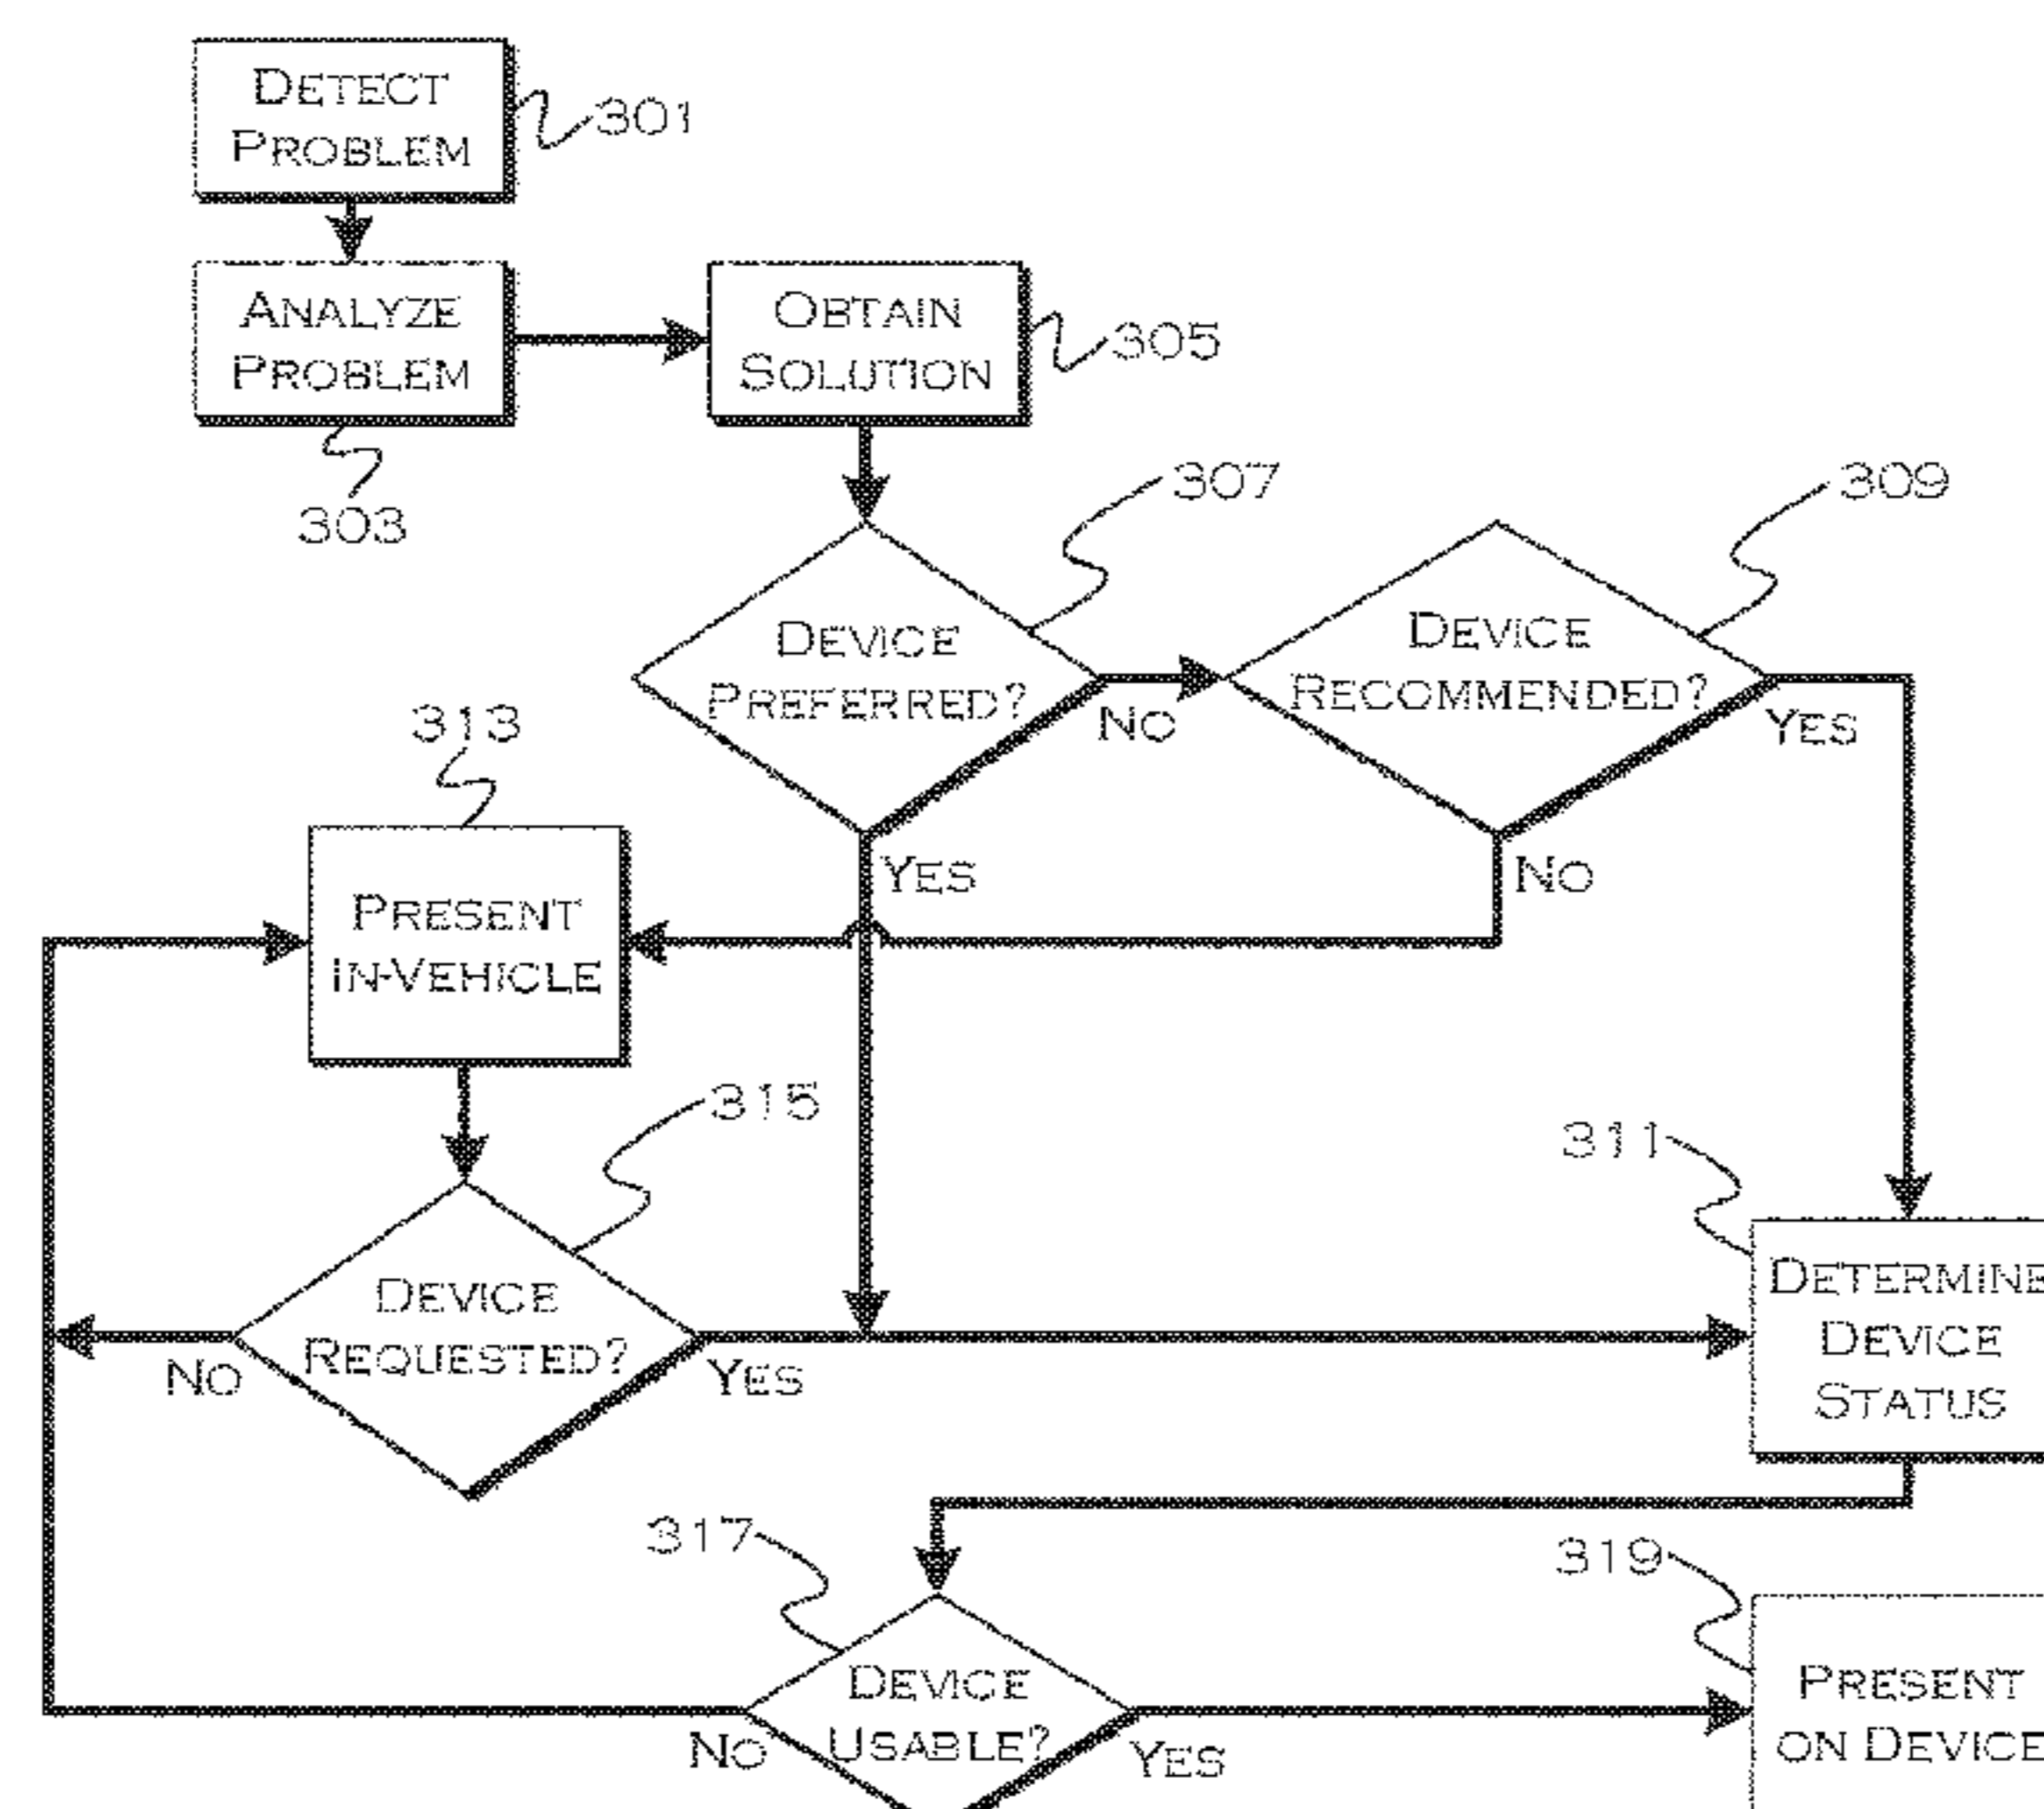 DETECT
PROBLEM
301
ANALYZE
PROBLEM
303
OBTAIN
SOLUTION
305
307
DEVICE
PREFERRED?
NO
YES
309
DEVICE
RECOMMENDED?
YES
NO
313
PRESENT
IN-VEHICLE
315
DEVICE
REQUESTED?
NO
YES
311
DETERMINE
DEVICE
STATUS
317
DEVICE
USABLE?
NO
YES
319
PRESENT
ON DEVICE